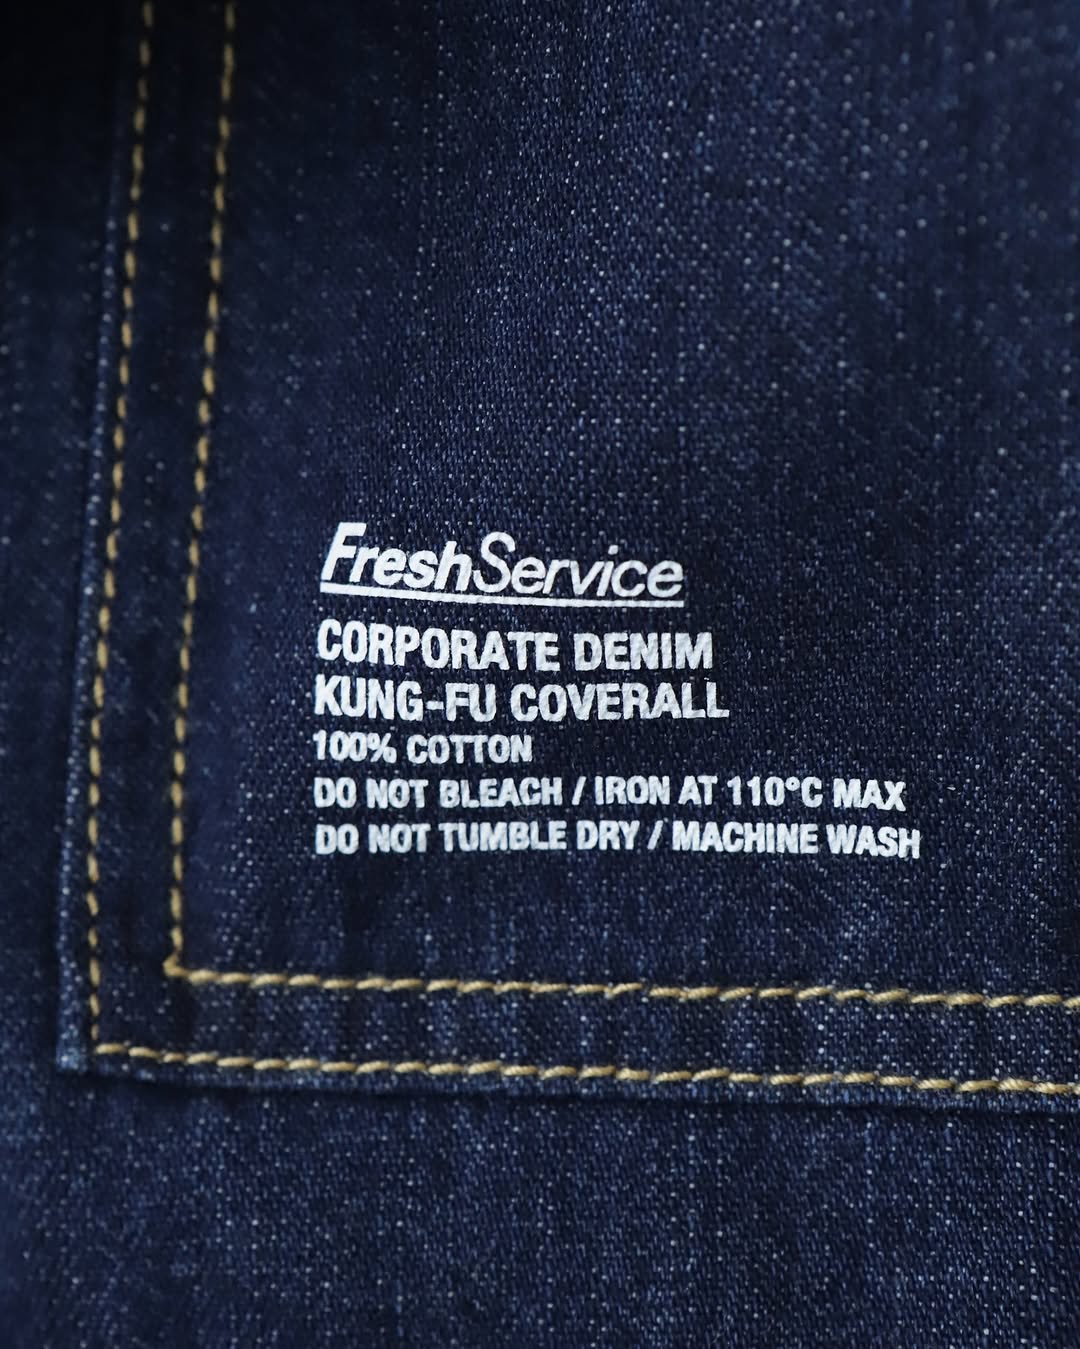 FreshService
CORPORATE DENIM
KUNG-FU COVERALL
100% COTTON
DO NOT BLEACH / IRON AT 110°C MAX
DO NOT TUMBLE DRY / MACHINE WASH